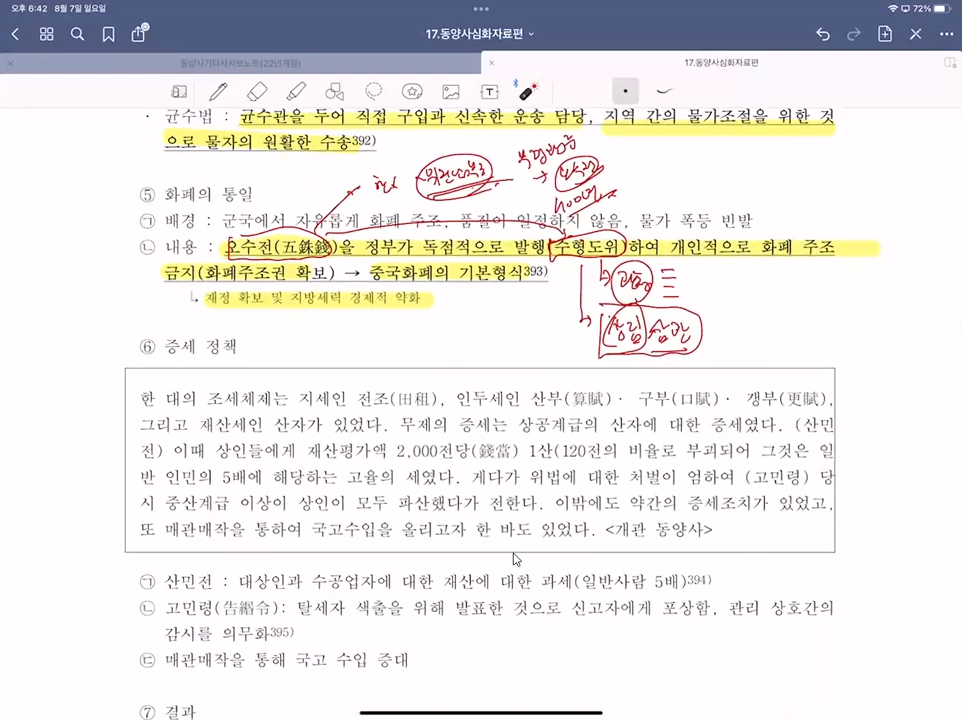 오후 6:42 8월 7일 일요일
72%
17.동양사심화자료편
동양사기타사서브노트(22년개정)
17.동양사심화자료편
· 균수법 : 균수관을 두어 직접 구입과 신속한 운송 담당, 지역 간의 물가조절을 위한 것
으로 물자의 원활한 수송392)
⑤ 화폐의 통일
㉠ 배경 : 군국에서 자유롭게 화폐 주조, 품질이 일정하지 않음, 물가 폭등 빈발
㉡ 내용 : 오수전(五銖錢)을 정부가 독점적으로 발행(수형도위)하여 개인적으로 화폐 주조
금지(화폐주조권 확보) → 중국화폐의 기본형식393)
재정 확보 및 지방세력 경제적 약화
상림 삼관
⑥ 증세 정책
한 대의 조세체제는 지세인 전조(田租), 인두세인 산부(算賦)· 구부(口賦)· 갱부(更賦),
그리고 재산세인 산자가 있었다. 무제의 증세는 상공계급의 산자에 대한 증세였다. (산민
전) 이때 상인들에게 재산평가액 2,000전당(錢當) 1산(120전의 비율로 부과되어 그것은 일
반 인민의 5배에 해당하는 고율의 세였다. 게다가 위법에 대한 처벌이 엄하여 (고민령) 당
시 중산계급 이상이 상인이 모두 파산했다가 전한다. 이밖에도 약간의 증세조치가 있었고,
또 매관매작을 통하여 국고수입을 올리고자 한 바도 있었다. <개관 동양사>
㉠ 산민전 : 대상인과 수공업자에 대한 재산에 대한 과세(일반사람 5배)394)
㉡ 고민령(告緡令): 탈세자 색출을 위해 발표한 것으로 신고자에게 포상함, 관리 상호간의
감시를 의무화395)
㉢ 매관매작을 통해 국고 수입 증대
⑦ 결과